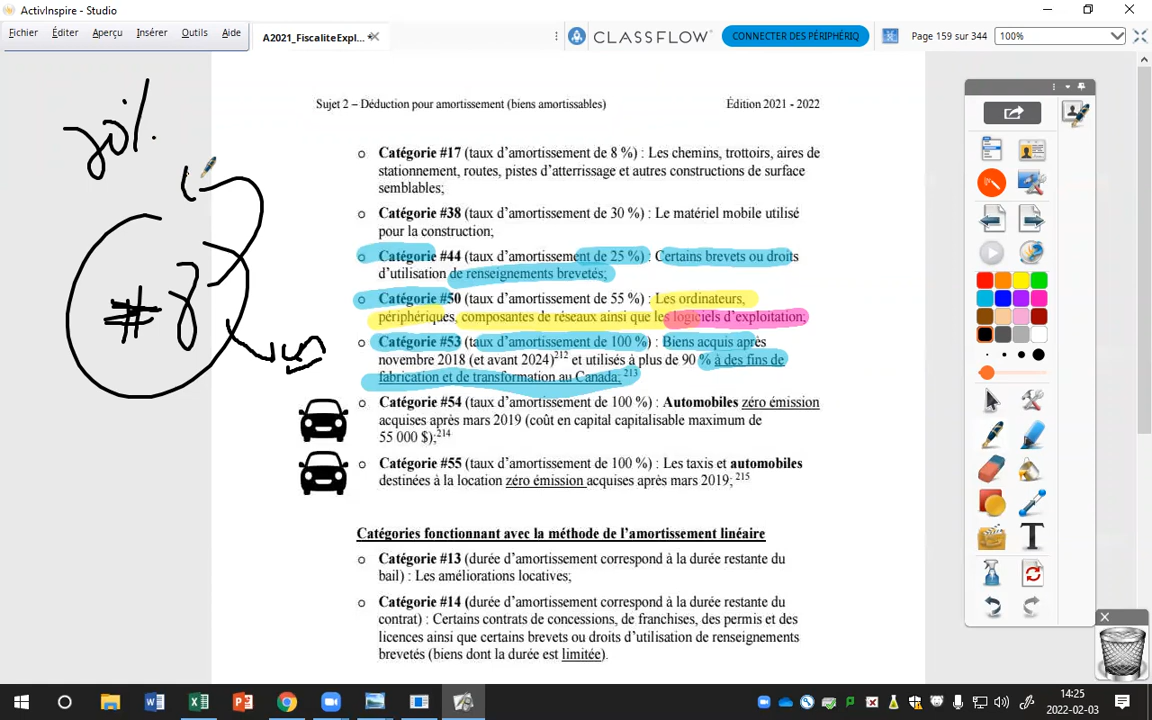 ActivInspire - Studio
Fichier Éditer Aperçu Insérer Outils Aide
A2021_FiscaliteExpl...
CLASSFLOW
CONNECTER DES PÉRIPHÉRIQ
Page 159 sur 344
100%
Sujet 2 – Déduction pour amortissement (biens amortissables) Édition 2021 - 2022
20%
#8
Catégorie #17 (taux d'amortissement de 8 %) : Les chemins, trottoirs, aires de
stationnement, routes, pistes d'atterrissage et autres constructions de surface
semblables;
Catégorie #38 (taux d'amortissement de 30 %) : Le matériel mobile utilisé
pour la construction;
Catégorie #44 (taux d'amortissement de 25 %) : Certains brevets ou droits
d'utilisation de renseignements brevetés;
Catégorie #50 (taux d'amortissement de 55 %) : Les ordinateurs,
périphériques, composantes de réseaux ainsi que les logiciels d'exploitation;
Catégorie #53 (taux d'amortissement de 100 %) : Biens acquis après
novembre 2018 (et avant 2024)212 et utilisés à plus de 90 % à des fins de
fabrication et de transformation au Canada; 213
Catégorie #54 (taux d'amortissement de 100 %) : Automobiles zéro émission
acquises après mars 2019 (coût en capital capitalisable maximum de
55 000 $);214
Catégorie #55 (taux d'amortissement de 100 %) : Les taxis et automobiles
destinées à la location zéro émission acquises après mars 2019; 215
Catégories fonctionnant avec la méthode de l'amortissement linéaire
Catégorie #13 (durée d'amortissement correspond à la durée restante du
bail) : Les améliorations locatives;
Catégorie #14 (durée d'amortissement correspond à la durée restante du
contrat) : Certains contrats de concessions, de franchises, des permis et des
licences ainsi que certains brevets ou droits d'utilisation de renseignements
brevetés (biens dont la durée est limitée).
14:25
2022-02-03